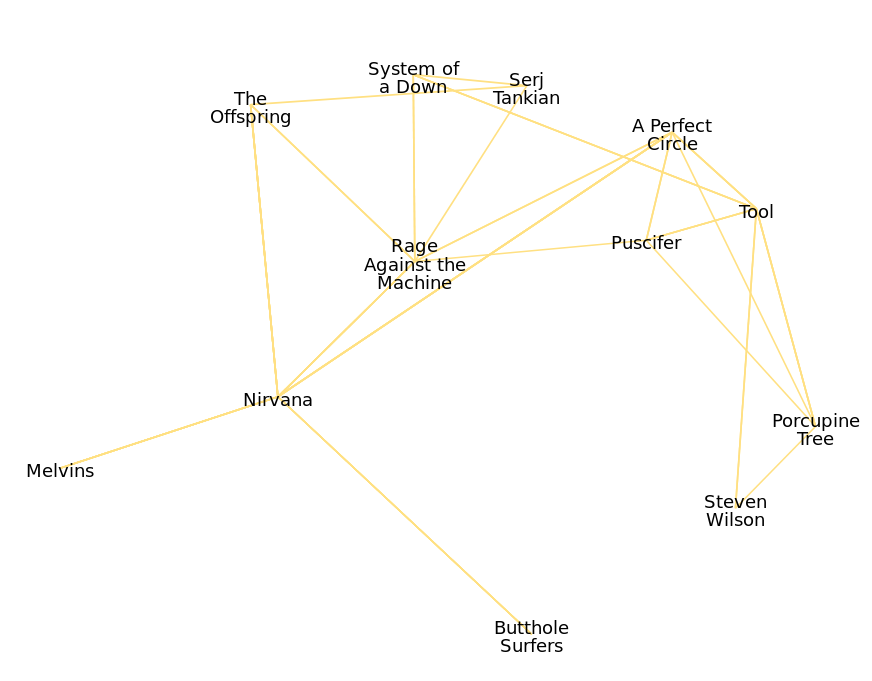 System of
a Down
Serj
Tankian
The
Offspring
A Perfect
Circle
Tool
Puscifer
Rage
Against the
Machine
Nirvana
Porcupine
Tree
Melvins
Steven
Wilson
Butthole
Surfers